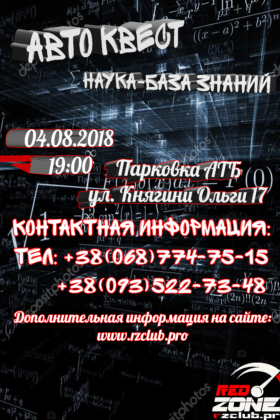 АВТО КВЕСТ
НАУКА-БАЗА ЗНАНИЙ
04.08.2018
19:00
Парковка АТБ
ул. Княгини Ольги 17
КОНТАКТНАЯ ИНФОРМАЦИЯ:
ТЕЛ: +38(068)774-75-15
+38(093)522-73-48
Дополнительная информация на сайте:
www.rzclub.pro
RED
ZONE
rzclub.pr